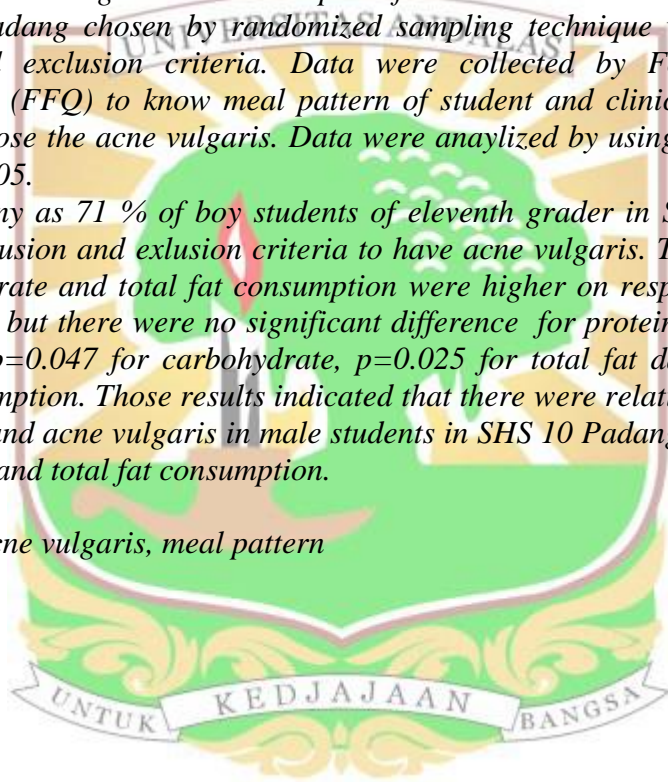 UNIVERSITAS ANDALAS
adang chosen by randomized sampling technique
exclusion criteria. Data were collected by F
(FFQ) to know meal pattern of student and clinic
ose the acne vulgaris. Data were anaylized by using
05.
ny as 71 % of boy students of eleventh grader in S
usion and exlusion criteria to have acne vulgaris. T
rate and total fat consumption were higher on resp
but there were no significant difference for protein
p=0.047 for carbohydrate, p=0.025 for total fat d
mption. Those results indicated that there were relati
and acne vulgaris in male students in SHS 10 Padang
and total fat consumption.
cne vulgaris, meal pattern
UNTUK KEDJAJAAN BANGSA